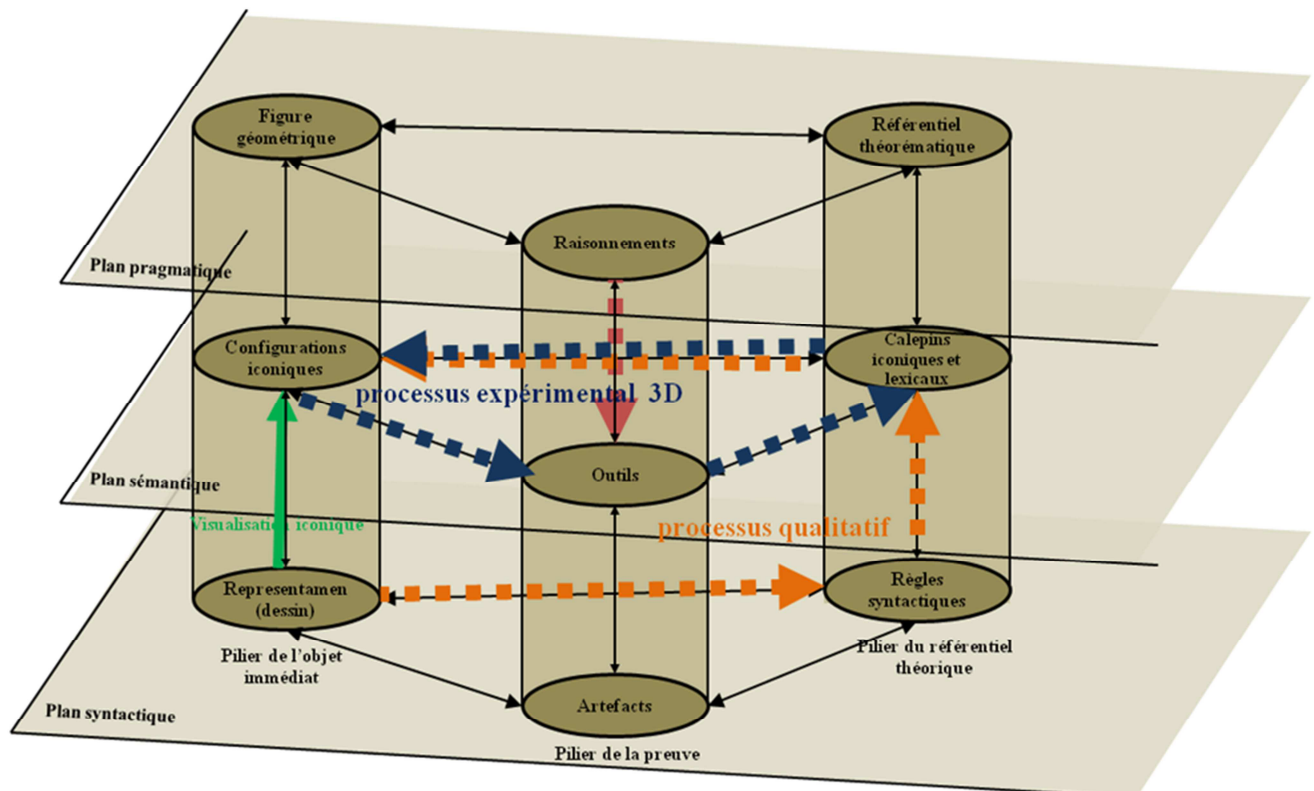 Figure
géométrique
Référentiel
théorématique
Raisonnements
Plan pragmatique
Configurations
iconiques
Calepins
iconiques et
lexicaux
processus expérimental 3D
Plan sémantique
Outils
Visualisation iconique
processus qualitatif
Representamen
(dessin)
Règles
syntactiques
Pilier de l'objet
immédiat
Pilier du référentiel
théorique
Plan syntactique
Artefacts
Pilier de la preuve